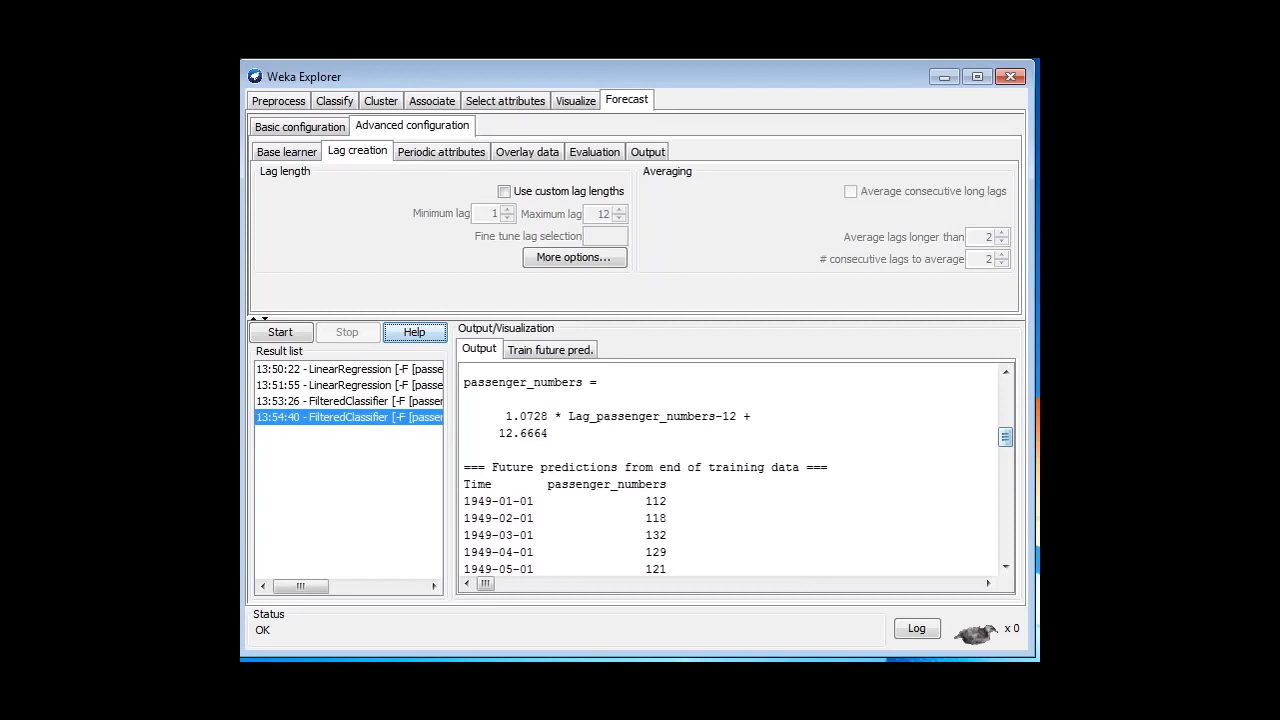 Weka Explorer
Preprocess Classify Cluster Associate Select attributes Visualize Forecast
Basic configuration Advanced configuration
Base learner Lag creation Periodic attributes Overlay data Evaluation Output
Lag length
Use custom lag lengths
Minimum lag 1 Maximum lag 12
Fine tune lag selection
More options...
Averaging
Average consecutive long lags
Average lags longer than 2
# consecutive lags to average 2
Start Stop Help
Result list
13:50:22 - LinearRegression [-F [passe
13:51:55 - LinearRegression [-F [passe
13:53:26 - FilteredClassifier [-F [passer
13:54:40 - FilteredClassifier [-F [passer
Output/Visualization
Output Train future pred.
passenger_numbers =
1.0728 * Lag_passenger_numbers-12 +
12.6664
=== Future predictions from end of training data ===
Time passenger_numbers
1949-01-01 112
1949-02-01 118
1949-03-01 132
1949-04-01 129
1949-05-01 121
Status
OK
Log
x 0